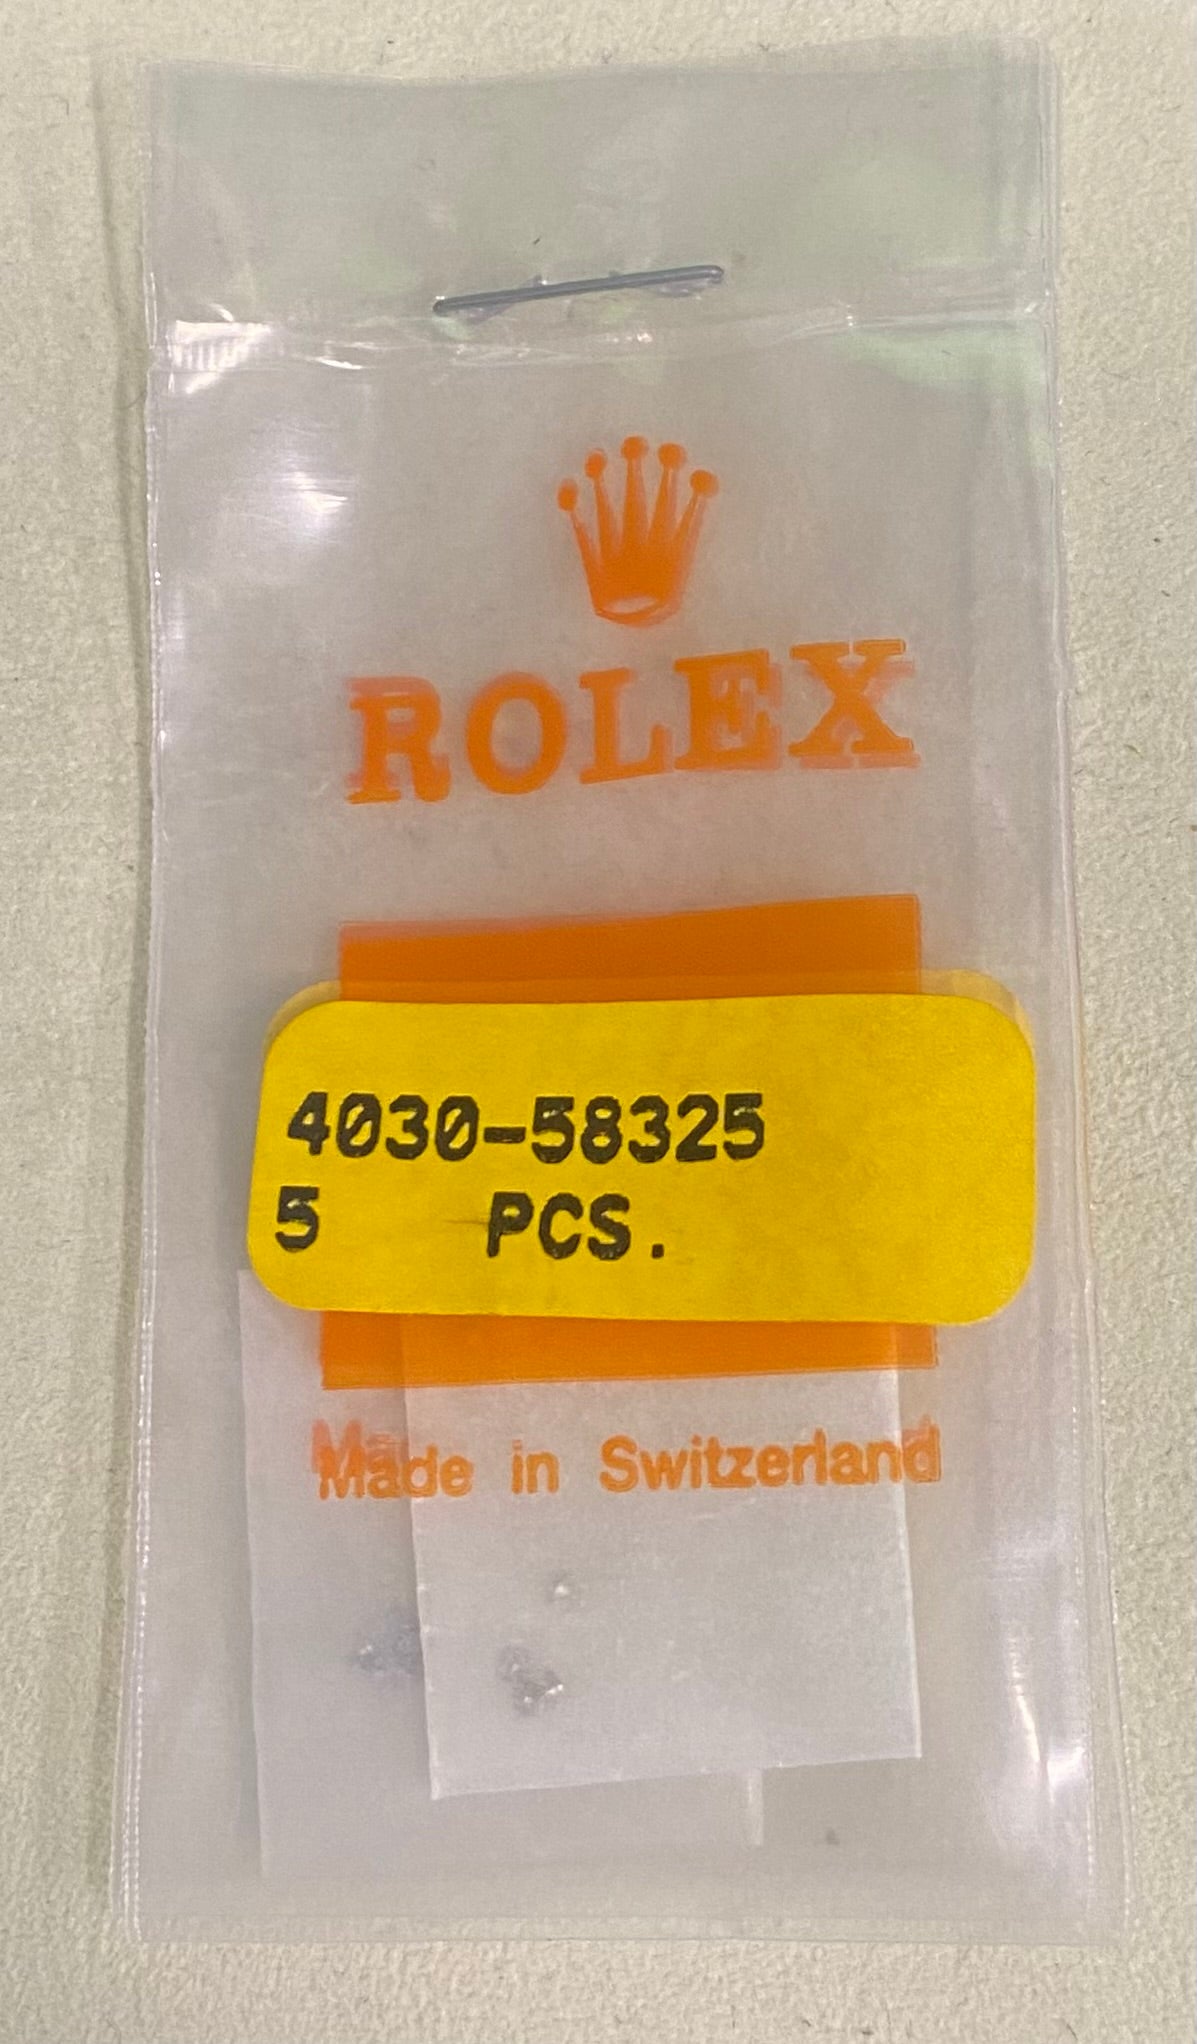 ROLEX
4030-58325
5 PCS.
Made in Switzerland